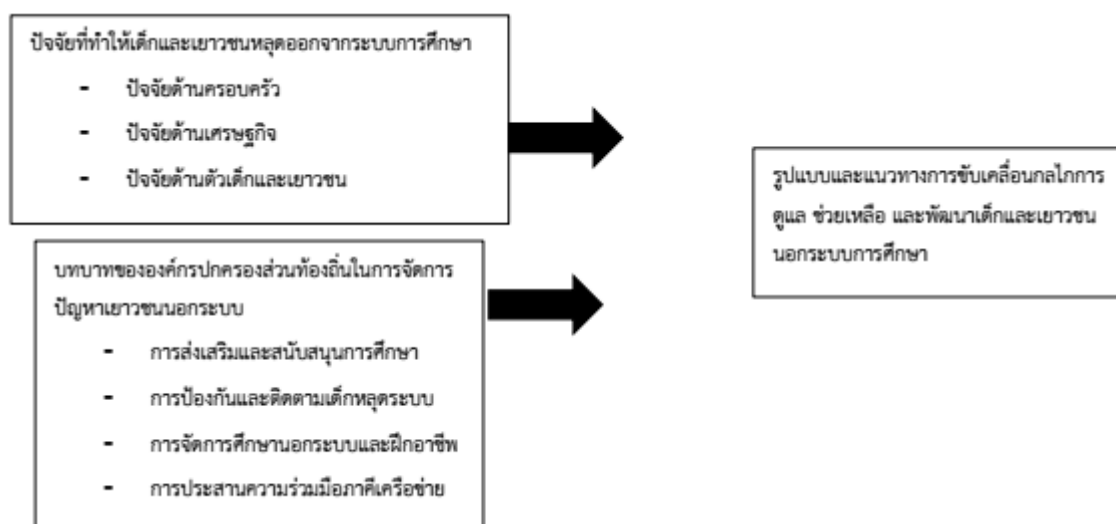 ปัจจัยที่ทำให้เด็กและเยาวชนหลุดออกจากระบบการศึกษา
- ปัจจัยด้านครอบครัว
- ปัจจัยด้านเศรษฐกิจ
- ปัจจัยด้านตัวเด็กและเยาวชน
บทบาทขององค์กรปกครองส่วนท้องถิ่นในการจัดการ
ปัญหาเยาวชนนอกระบบ
- การส่งเสริมและสนับสนุนการศึกษา
- การป้องกันและติดตามเด็กหลุดระบบ
- การจัดการศึกษานอกระบบและฝึกอาชีพ
- การประสานความร่วมมือภาคีเครือข่าย
รูปแบบและแนวทางการขับเคลื่อนกลไกการ
ดูแล ช่วยเหลือ และพัฒนาเด็กและเยาวชน
นอกระบบการศึกษา